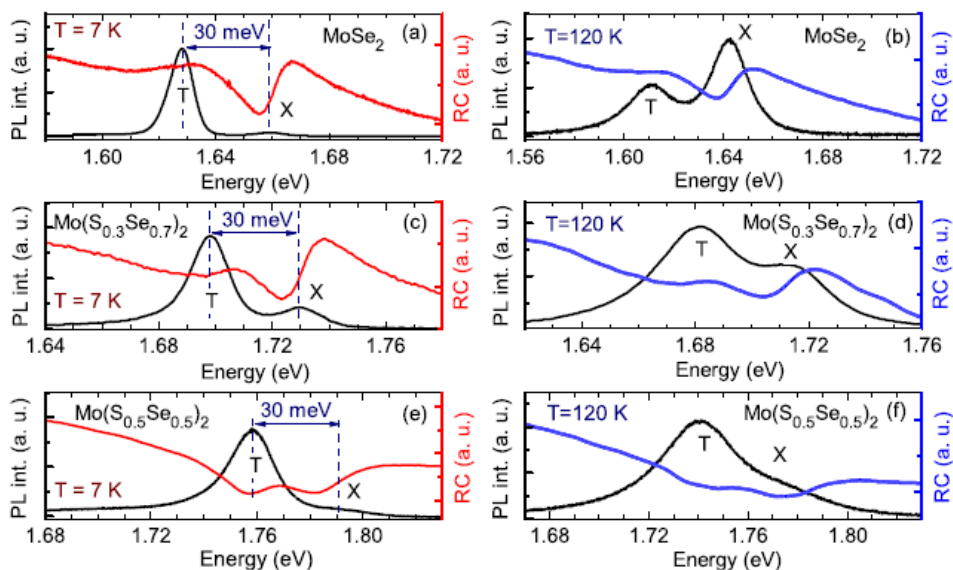 T = 7 K 30 meV MoSe2 (a)
PL int. (a. u.)
T X
RC (a. u.)
1.60 1.64 1.68 1.72
Energy (eV)
T=120 K X MoSe2 (b)
PL int. (a. u.)
T
RC (a. u.)
1.56 1.60 1.64 1.68 1.72
Energy (eV)
Mo(S0.3Se0.7)2 30 meV (c)
PL int. (a. u.)
T = 7 K T X
RC (a. u.)
1.64 1.68 1.72 1.76
Energy (eV)
T=120 K Mo(S0.3Se0.7)2 (d)
PL int. (a. u.)
T X
RC (a. u.)
1.64 1.68 1.72 1.76
Energy (eV)
Mo(S0.5Se0.5)2 30 meV (e)
PL int. (a. u.)
T = 7 K T X
RC (a. u.)
1.68 1.72 1.76 1.80
Energy (eV)
T=120 K Mo(S0.5Se0.5)2 (f)
PL int. (a. u.)
T X
RC (a. u.)
1.68 1.72 1.76 1.80
Energy (eV)